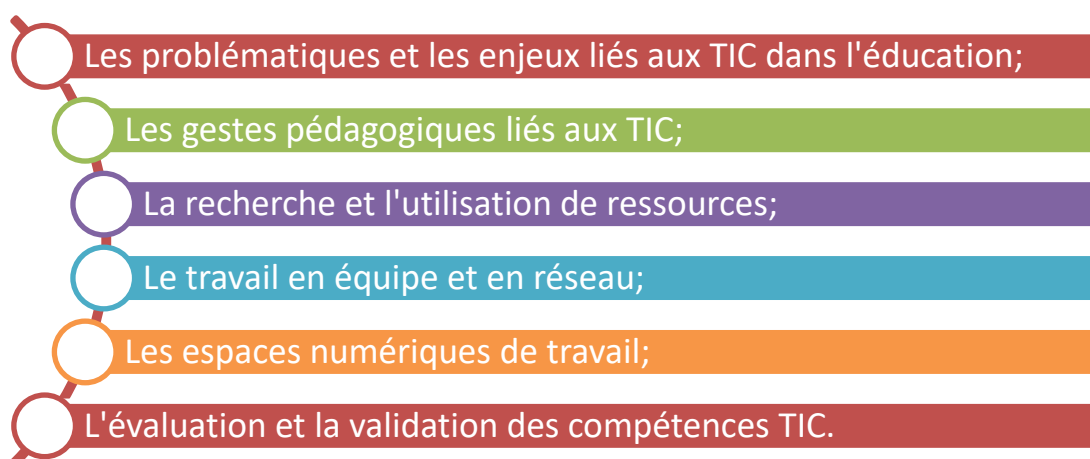 Les problématiques et les enjeux liés aux TIC dans l'éducation;
Les gestes pédagogiques liés aux TIC;
La recherche et l'utilisation de ressources;
Le travail en équipe et en réseau;
Les espaces numériques de travail;
L'évaluation et la validation des compétences TIC.